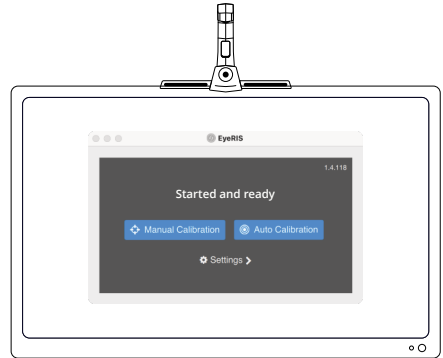 EyeRIS
1.4.118
Started and ready
Manual Calibration
Auto Calibration
Settings